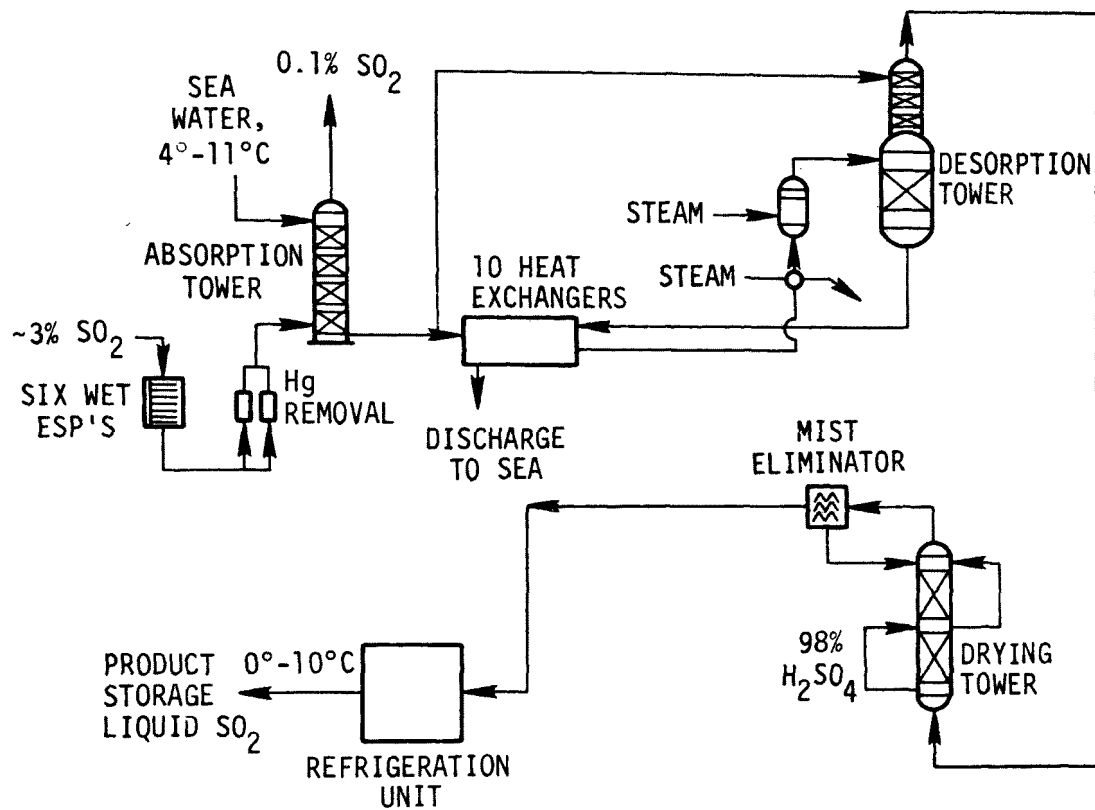 0.1% SO2
SEA
WATER,
4°-11°C
ABSORPTION
TOWER
~3% SO2
SIX WET
ESP'S
Hg
REMOVAL
10 HEAT
EXCHANGERS
DISCHARGE
TO SEA
STEAM
STEAM
DESORPTION
TOWER
MIST
ELIMINATOR
98%
H2SO4
DRYING
TOWER
PRODUCT
STORAGE
LIQUID SO2
0°-10°C
REFRIGERATION
UNIT